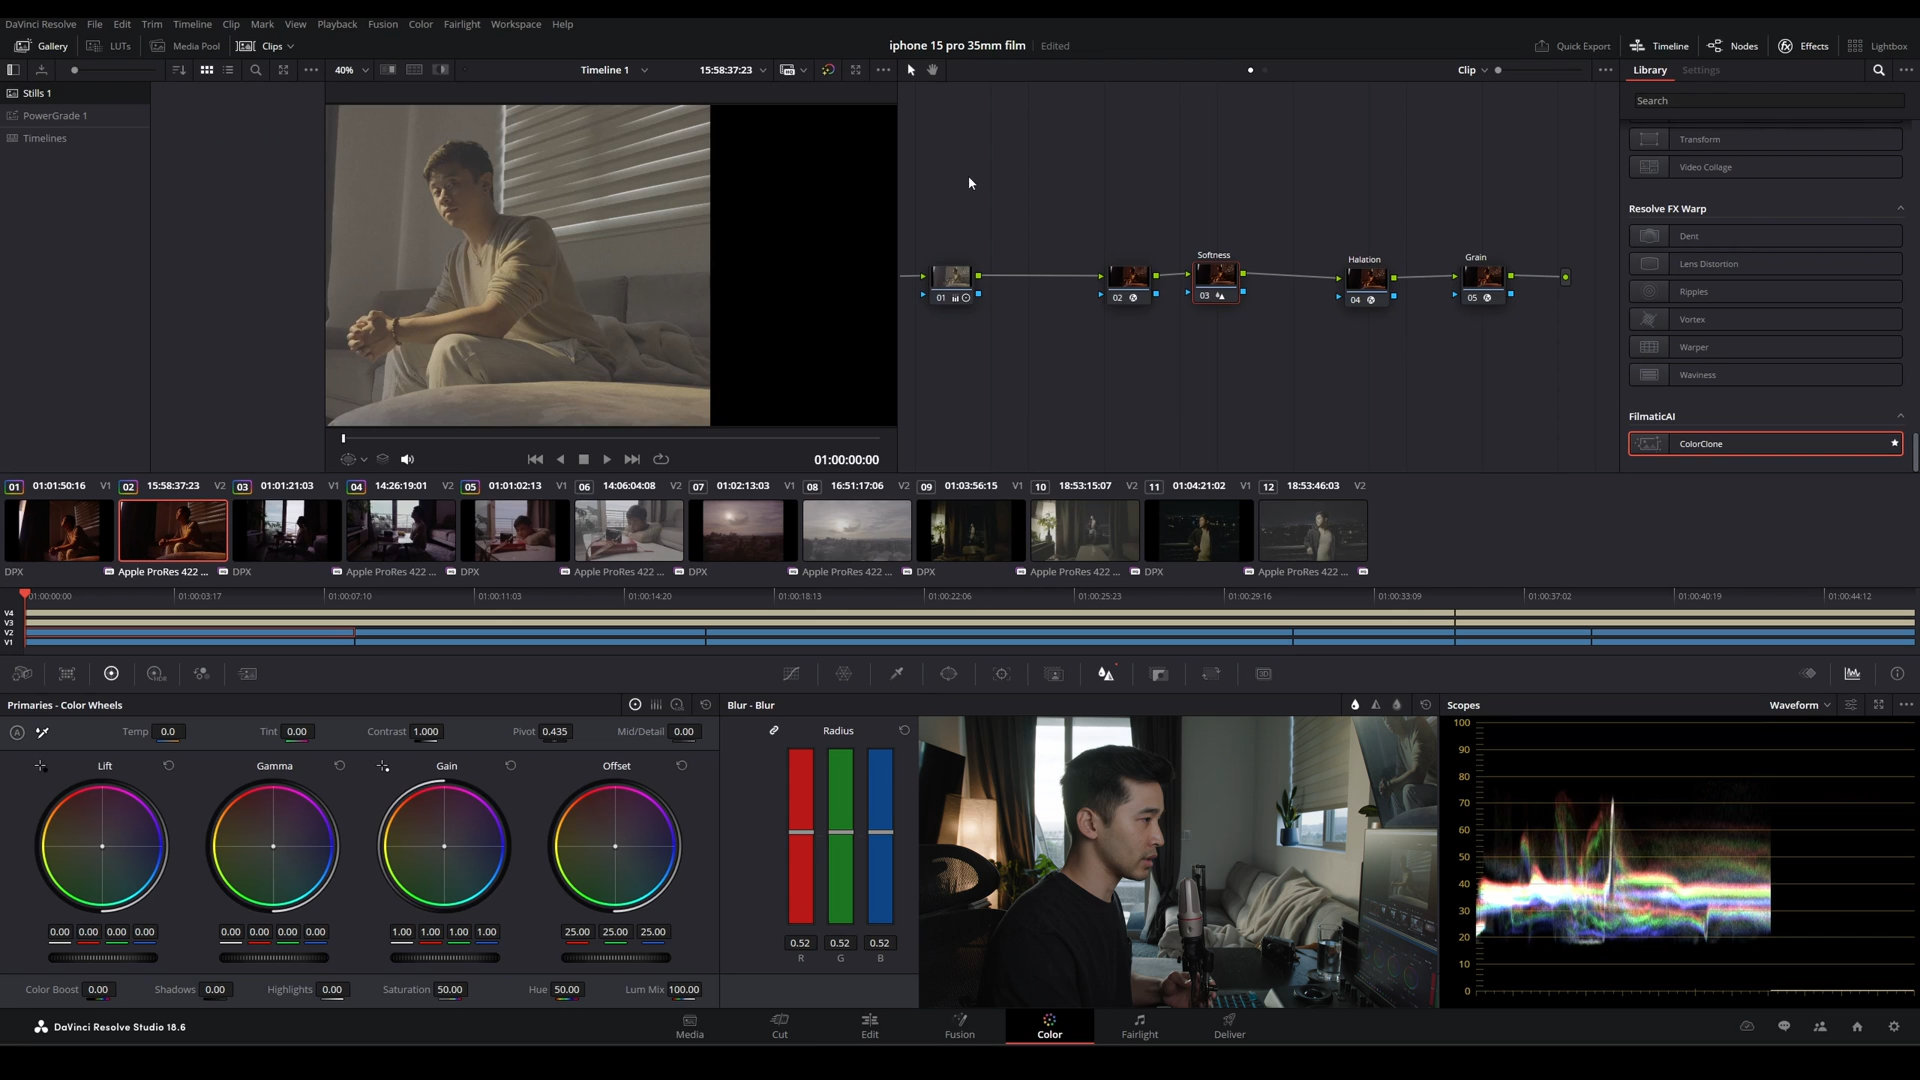 DaVinci Resolve File Edit Trim Timeline Clip Mark View Playback Fusion Color Fairlight Workspace Help
Gallery LUTs Media Pool Clips iphone 15 pro 35mm film Edited Quick Export Timeline Nodes Effects Lightbox
40% Timeline 1 15:58:37:23 Clip Library Settings
Stills 1
PowerGrade 1
Timelines
Search
Transform
Video Collage
Resolve FX Warp
Dent
Lens Distortion
Ripples
Vortex
Warper
Waviness
FilmaticAI
ColorClone
Softness Halation Grain
01 02 03 04 05
01:00:00:00
01 01:01:50:16 V1 02 15:58:37:23 V2 03 01:01:21:03 V1 04 14:26:19:01 V2 05 01:01:02:13 V1 06 14:06:04:08 V2 07 01:02:13:03 V1 08 16:51:17:06 V2 09 01:03:56:15 V1 10 18:53:15:07 V2 11 01:04:21:02 V1 12 18:53:46:03 V2
DPX Apple ProRes 422 ... DPX Apple ProRes 422 ... DPX Apple ProRes 422 ... DPX Apple ProRes 422 ... DPX Apple ProRes 422 ... DPX Apple ProRes 422 ...
01:00:00:00 01:00:03:17 01:00:07:10 01:00:11:03 01:00:14:20 01:00:18:13 01:00:22:06 01:00:25:23 01:00:29:16 01:00:33:09 01:00:37:02 01:00:40:19 01:00:44:12
V4
V3
V2
V1
HDR 3D
Primaries - Color Wheels Blur - Blur Scopes Waveform
A Temp 0.0 Tint 0.00 Contrast 1.000 Pivot 0.435 Mid/Detail 0.00 Radius
Lift Gamma Gain Offset
0.00 0.00 0.00 0.00 0.00 0.00 0.00 0.00 1.00 1.00 1.00 1.00 25.00 25.00 25.00
0.52 0.52 0.52
R G B
Color Boost 0.00 Shadows 0.00 Highlights 0.00 Saturation 50.00 Hue 50.00 Lum Mix 100.00
100
90
80
70
60
50
40
30
20
10
0
DaVinci Resolve Studio 18.6 Media Cut Edit Fusion Color Fairlight Deliver